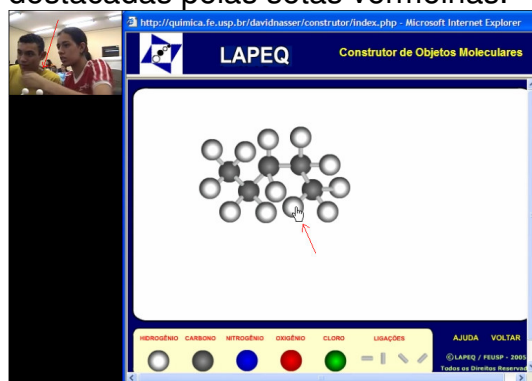 destacadas pelas setas vermelhas.
http://quimica.fe.usp.br/davidnasser/construtor/index.php - Microsoft Internet Explorer
LAPEQ
Construtor de Objetos Moleculares
HIDROGÊNIO CARBONO NITROGÊNIO OXIGÊNIO CLORO LIGAÇÕES
AJUDA VOLTAR
©LAPEQ / FEUSP - 2005
Todos os Direitos Reservad